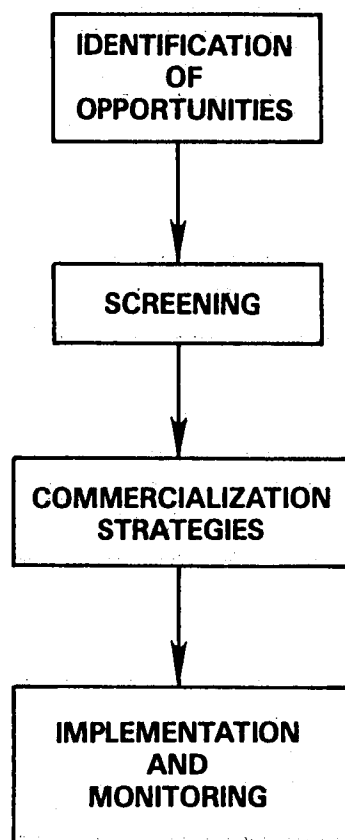 IDENTIFICATION
OF
OPPORTUNITIES
SCREENING
COMMERCIALIZATION
STRATEGIES
IMPLEMENTATION
AND
MONITORING